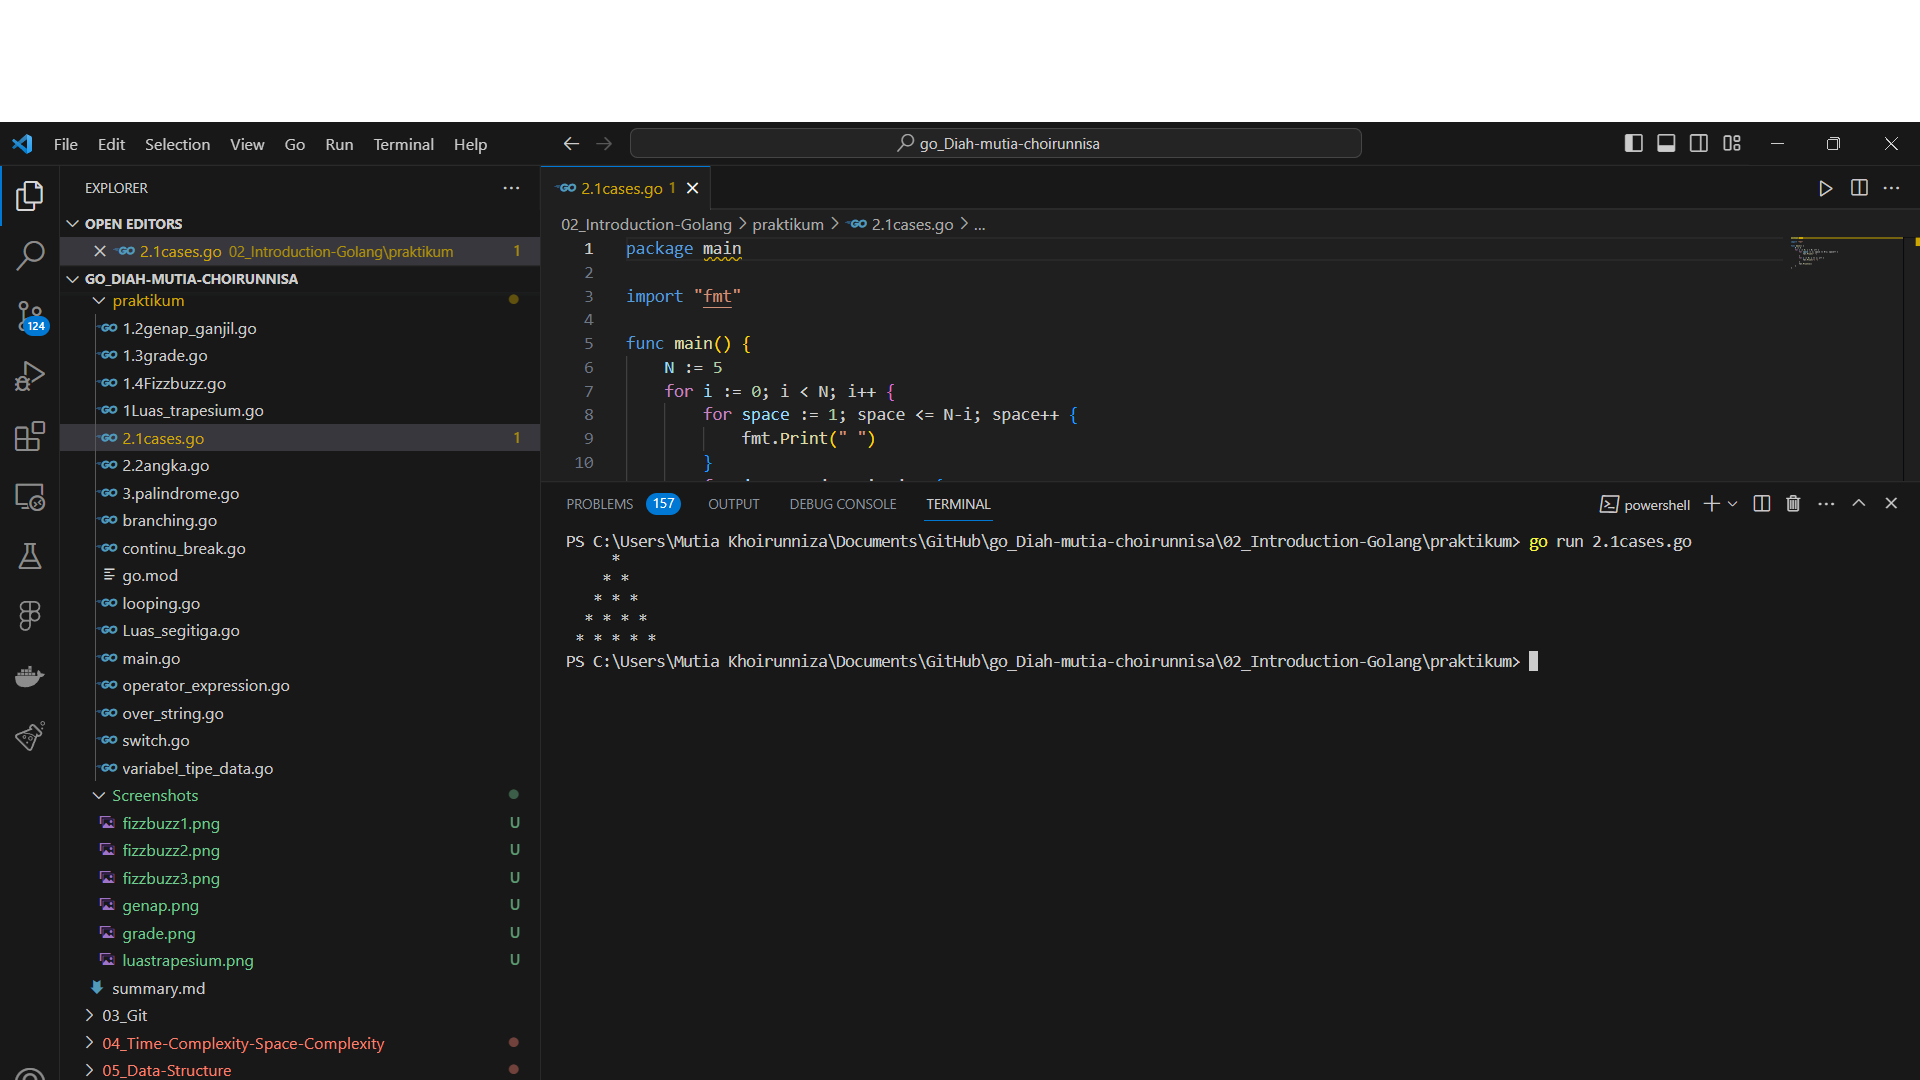 File Edit Selection View Go Run Terminal Help
go_Diah-mutia-choirunnisa
EXPLORER
OPEN EDITORS
2.1cases.go 02_Introduction-Golang\praktikum 1
GO_DIAH-MUTIA-CHOIRUNNISA
praktikum
1.2genap_ganjil.go
1.3grade.go
1.4Fizzbuzz.go
1Luas_trapesium.go
2.1cases.go 1
2.2angka.go
3.palindrome.go
branching.go
continu_break.go
go.mod
looping.go
Luas_segitiga.go
main.go
operator_expression.go
over_string.go
switch.go
variabel_tipe_data.go
Screenshots
fizzbuzz1.png U
fizzbuzz2.png U
fizzbuzz3.png U
genap.png U
grade.png U
luastrapesium.png U
summary.md
03_Git
04_Time-Complexity-Space-Complexity
05_Data-Structure
124
2.1cases.go 1
02_Introduction-Golang > praktikum > 2.1cases.go > ...
1 package main
2
3 import "fmt"
4
5 func main() {
6 N := 5
7 for i := 0; i < N; i++ {
8 for space := 1; space <= N-i; space++ {
9 fmt.Print(" ")
10 }
PROBLEMS 157 OUTPUT DEBUG CONSOLE TERMINAL
powershell
PS C:\Users\Mutia Khoirunniza\Documents\GitHub\go_Diah-mutia-choirunnisa\02_Introduction-Golang\praktikum> go run 2.1cases.go
*
* *
* * *
* * * *
* * * * *
PS C:\Users\Mutia Khoirunniza\Documents\GitHub\go_Diah-mutia-choirunnisa\02_Introduction-Golang\praktikum>